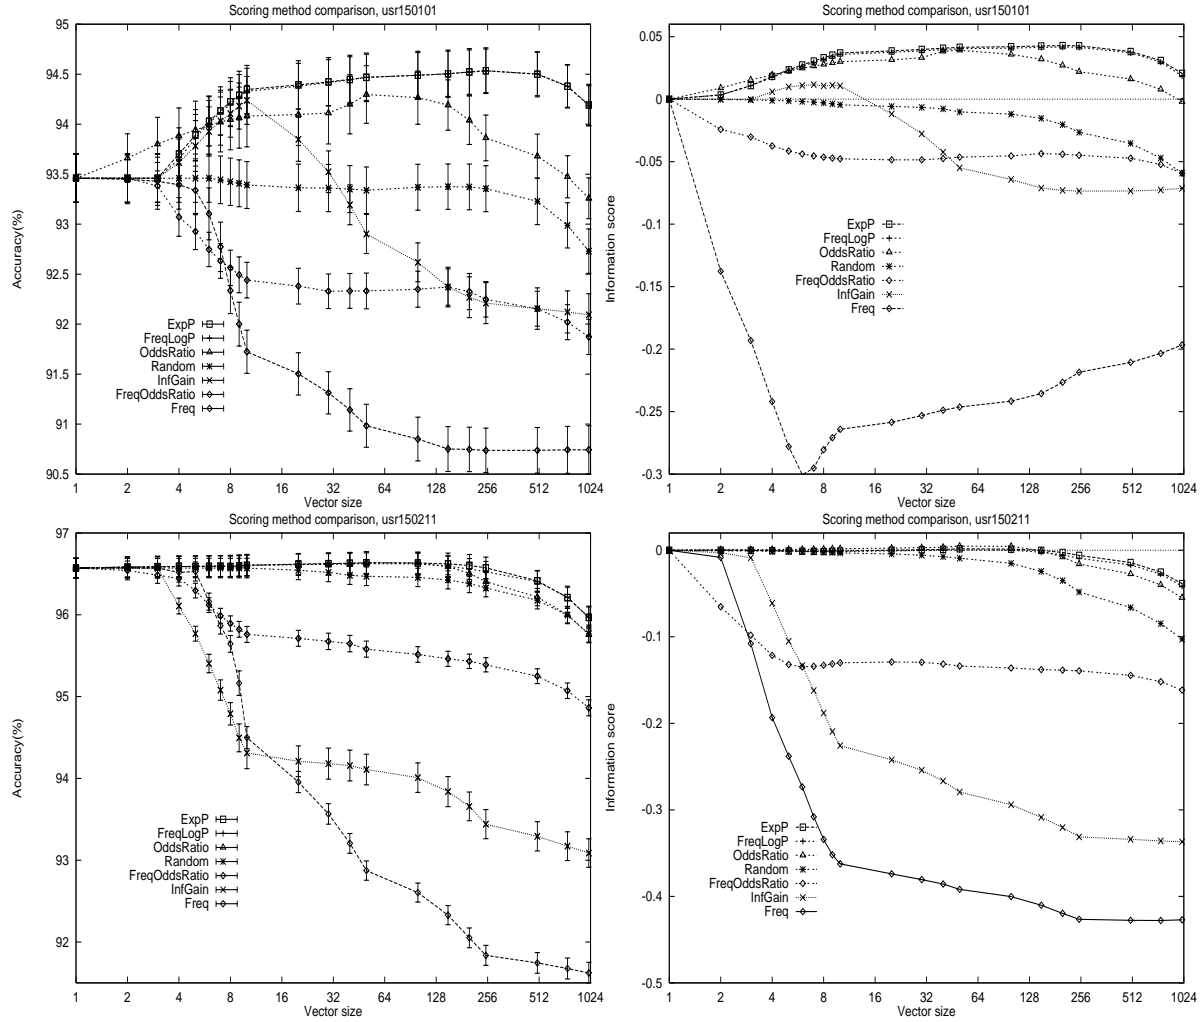 Scoring method comparison, usr150101
95
94.5
94
93.5
93
92.5
92
91.5
91
90.5
Accuracy(%)
ExpP
FreqLogP
OddsRatio
Random
InfGain
FreqOddsRatio
Freq
1 2 4 8 16 32 64 128 256 512 1024
Vector size
Scoring method comparison, usr150101
0.05
0
-0.05
-0.1
-0.15
-0.2
-0.25
-0.3
Information score
ExpP
FreqLogP
OddsRatio
Random
FreqOddsRatio
InfGain
Freq
1 2 4 8 16 32 64 128 256 512 1024
Vector size
Scoring method comparison, usr150211
97
96
95
94
93
92
Accuracy(%)
ExpP
FreqLogP
OddsRatio
Random
FreqOddsRatio
InfGain
Freq
1 2 4 8 16 32 64 128 256 512 1024
Vector size
Scoring method comparison, usr150211
0
-0.1
-0.2
-0.3
-0.4
-0.5
Information score
ExpP
FreqLogP
OddsRatio
Random
FreqOddsRatio
InfGain
Freq
1 2 4 8 16 32 64 128 256 512 1024
Vector size